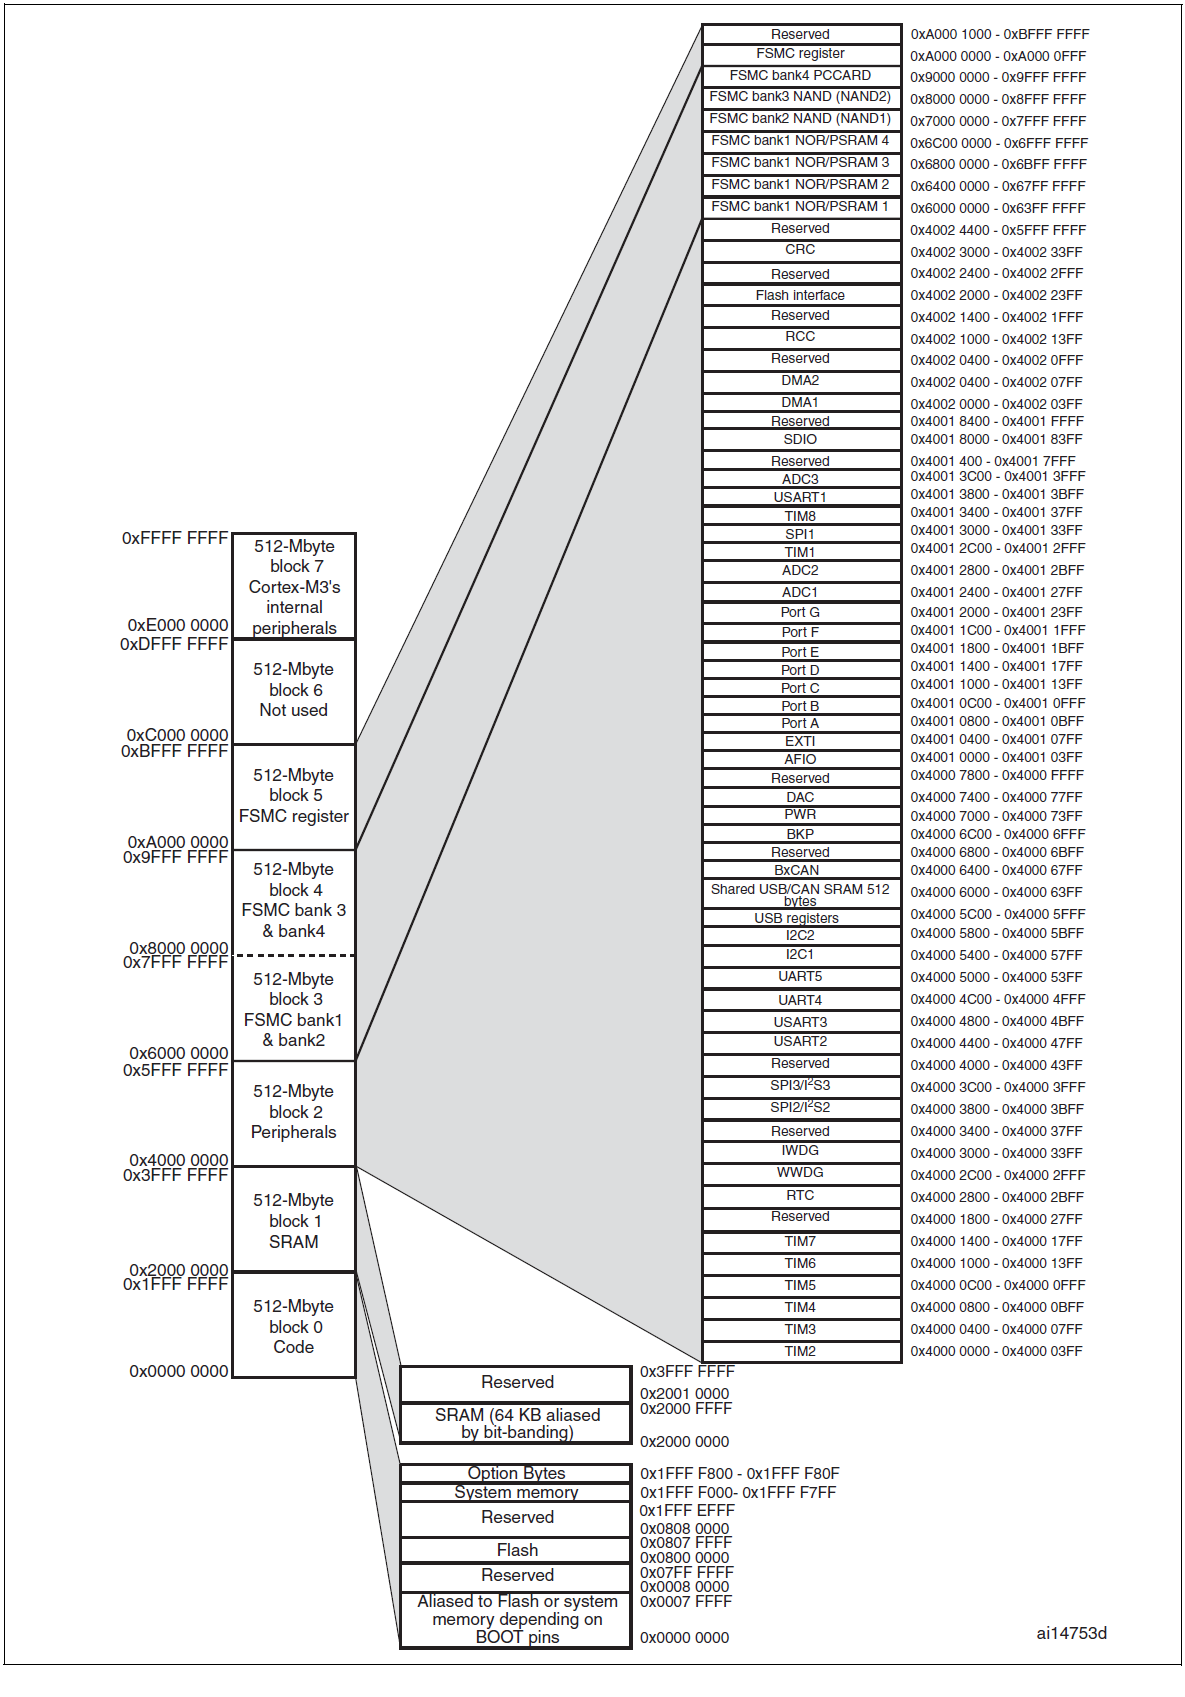 Reserved 0xA000 1000 - 0xBFFF FFFF
FSMC register 0xA000 0000 - 0xA000 0FFF
FSMC bank4 PCCARD 0x9000 0000 - 0x9FFF FFFF
FSMC bank3 NAND (NAND2) 0x8000 0000 - 0x8FFF FFFF
FSMC bank2 NAND (NAND1) 0x7000 0000 - 0x7FFF FFFF
FSMC bank1 NOR/PSRAM 4 0x6C00 0000 - 0x6FFF FFFF
FSMC bank1 NOR/PSRAM 3 0x6800 0000 - 0x6BFF FFFF
FSMC bank1 NOR/PSRAM 2 0x6400 0000 - 0x67FF FFFF
FSMC bank1 NOR/PSRAM 1 0x6000 0000 - 0x63FF FFFF
Reserved 0x4002 4400 - 0x5FFF FFFF
CRC 0x4002 3000 - 0x4002 33FF
Reserved 0x4002 2400 - 0x4002 2FFF
Flash interface 0x4002 2000 - 0x4002 23FF
Reserved 0x4002 1400 - 0x4002 1FFF
RCC 0x4002 1000 - 0x4002 13FF
Reserved 0x4002 0400 - 0x4002 0FFF
DMA2 0x4002 0400 - 0x4002 07FF
DMA1 0x4002 0000 - 0x4002 03FF
Reserved 0x4001 8400 - 0x4001 FFFF
SDIO 0x4001 8000 - 0x4001 83FF
Reserved 0x4001 400 - 0x4001 7FFF
ADC3 0x4001 3C00 - 0x4001 3FFF
USART1 0x4001 3800 - 0x4001 3BFF
TIM8 0x4001 3400 - 0x4001 37FF
SPI1 0x4001 3000 - 0x4001 33FF
TIM1 0x4001 2C00 - 0x4001 2FFF
ADC2 0x4001 2800 - 0x4001 2BFF
ADC1 0x4001 2400 - 0x4001 27FF
Port G 0x4001 2000 - 0x4001 23FF
Port F 0x4001 1C00 - 0x4001 1FFF
Port E 0x4001 1800 - 0x4001 1BFF
Port D 0x4001 1400 - 0x4001 17FF
Port C 0x4001 1000 - 0x4001 13FF
Port B 0x4001 0C00 - 0x4001 0FFF
Port A 0x4001 0800 - 0x4001 0BFF
EXTI 0x4001 0400 - 0x4001 07FF
AFIO 0x4001 0000 - 0x4001 03FF
Reserved 0x4000 7800 - 0x4000 FFFF
DAC 0x4000 7400 - 0x4000 77FF
PWR 0x4000 7000 - 0x4000 73FF
BKP 0x4000 6C00 - 0x4000 6FFF
Reserved 0x4000 6800 - 0x4000 6BFF
BxCAN 0x4000 6400 - 0x4000 67FF
Shared USB/CAN SRAM 512 0x4000 6000 - 0x4000 63FF
bytes
USB registers 0x4000 5C00 - 0x4000 5FFF
I2C2 0x4000 5800 - 0x4000 5BFF
I2C1 0x4000 5400 - 0x4000 57FF
UART5 0x4000 5000 - 0x4000 53FF
UART4 0x4000 4C00 - 0x4000 4FFF
USART3 0x4000 4800 - 0x4000 4BFF
USART2 0x4000 4400 - 0x4000 47FF
Reserved 0x4000 4000 - 0x4000 43FF
SPI3/I²S3 0x4000 3C00 - 0x4000 3FFF
SPI2/I²S2 0x4000 3800 - 0x4000 3BFF
Reserved 0x4000 3400 - 0x4000 37FF
IWDG 0x4000 3000 - 0x4000 33FF
WWDG 0x4000 2C00 - 0x4000 2FFF
RTC 0x4000 2800 - 0x4000 2BFF
Reserved 0x4000 1800 - 0x4000 27FF
TIM7 0x4000 1400 - 0x4000 17FF
TIM6 0x4000 1000 - 0x4000 13FF
TIM5 0x4000 0C00 - 0x4000 0FFF
TIM4 0x4000 0800 - 0x4000 0BFF
TIM3 0x4000 0400 - 0x4000 07FF
TIM2 0x4000 0000 - 0x4000 03FF
0xFFFF FFFF
512-Mbyte
block 7
Cortex-M3's
internal
peripherals
0xE000 0000
0xDFFF FFFF
512-Mbyte
block 6
Not used
0xC000 0000
0xBFFF FFFF
512-Mbyte
block 5
FSMC register
0xA000 0000
0x9FFF FFFF
512-Mbyte
block 4
FSMC bank 3
& bank4
0x8000 0000
0x7FFF FFFF
512-Mbyte
block 3
FSMC bank1
& bank2
0x6000 0000
0x5FFF FFFF
512-Mbyte
block 2
Peripherals
0x4000 0000
0x3FFF FFFF
512-Mbyte
block 1
SRAM
0x2000 0000
0x1FFF FFFF
512-Mbyte
block 0
Code
0x0000 0000
0x3FFF FFFF
Reserved
0x2001 0000
0x2000 FFFF
SRAM (64 KB aliased
by bit-banding)
0x2000 0000
Option Bytes 0x1FFF F800 - 0x1FFF F80F
System memory 0x1FFF F000- 0x1FFF F7FF
0x1FFF EFFF
Reserved
0x0808 0000
0x0807 FFFF
Flash
0x0800 0000
0x07FF FFFF
Reserved
0x0008 0000
0x0007 FFFF
Aliased to Flash or system
memory depending on
BOOT pins
0x0000 0000
ai14753d